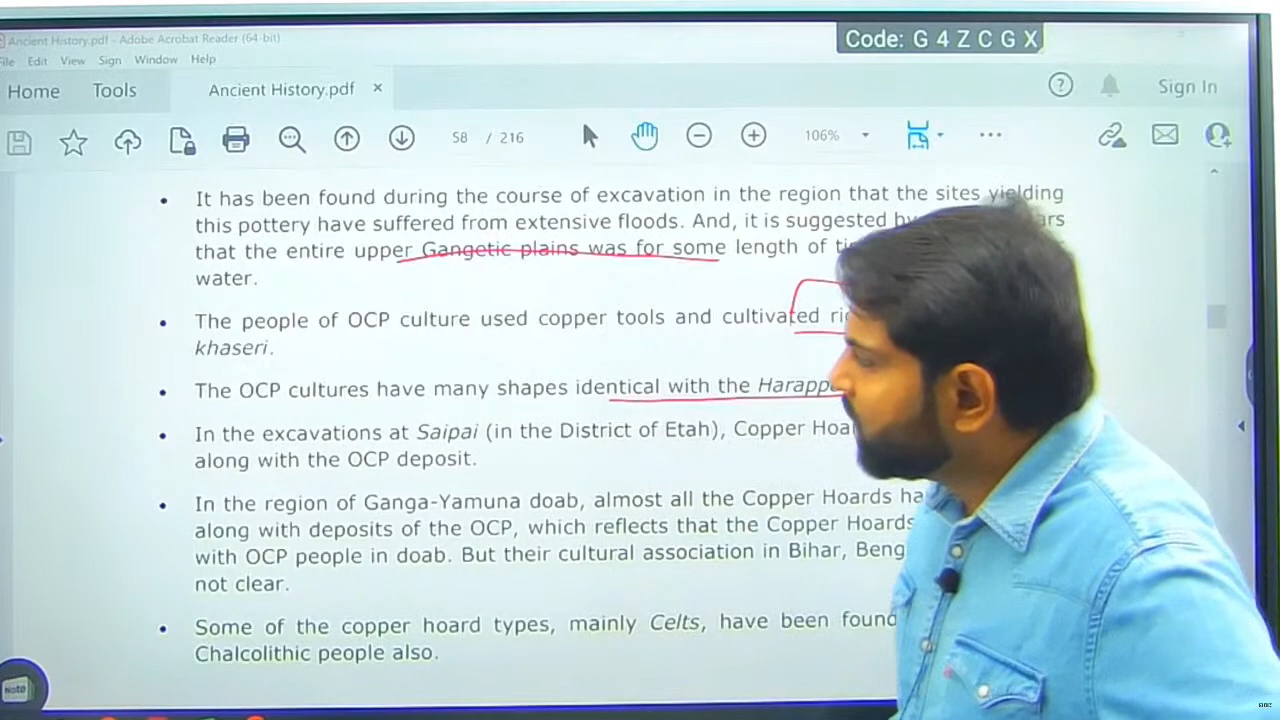 Code: G 4 Z C G X
Ancient History.pdf - Adobe Acrobat Reader (64-bit)
File Edit View Sign Window Help
Home Tools Ancient History.pdf × ? Sign In
58 / 216 106%
• It has been found during the course of excavation in the region that the sites yielding
this pottery have suffered from extensive floods. And, it is suggested by
that the entire upper Gangetic plains was for some length of
water.
• The people of OCP culture used copper tools and cultivated
khaseri.
• The OCP cultures have many shapes identical with the
• In the excavations at Saipai (in the District of Etah), Copper
along with the OCP deposit.
• In the region of Ganga-Yamuna doab, almost all the Copper Hoards
along with deposits of the OCP, which reflects that the Copper Hoards
with OCP people in doab. But their cultural association in Bihar,
not clear.
• Some of the copper hoard types, mainly Celts, have been found
Chalcolithic people also.
Note